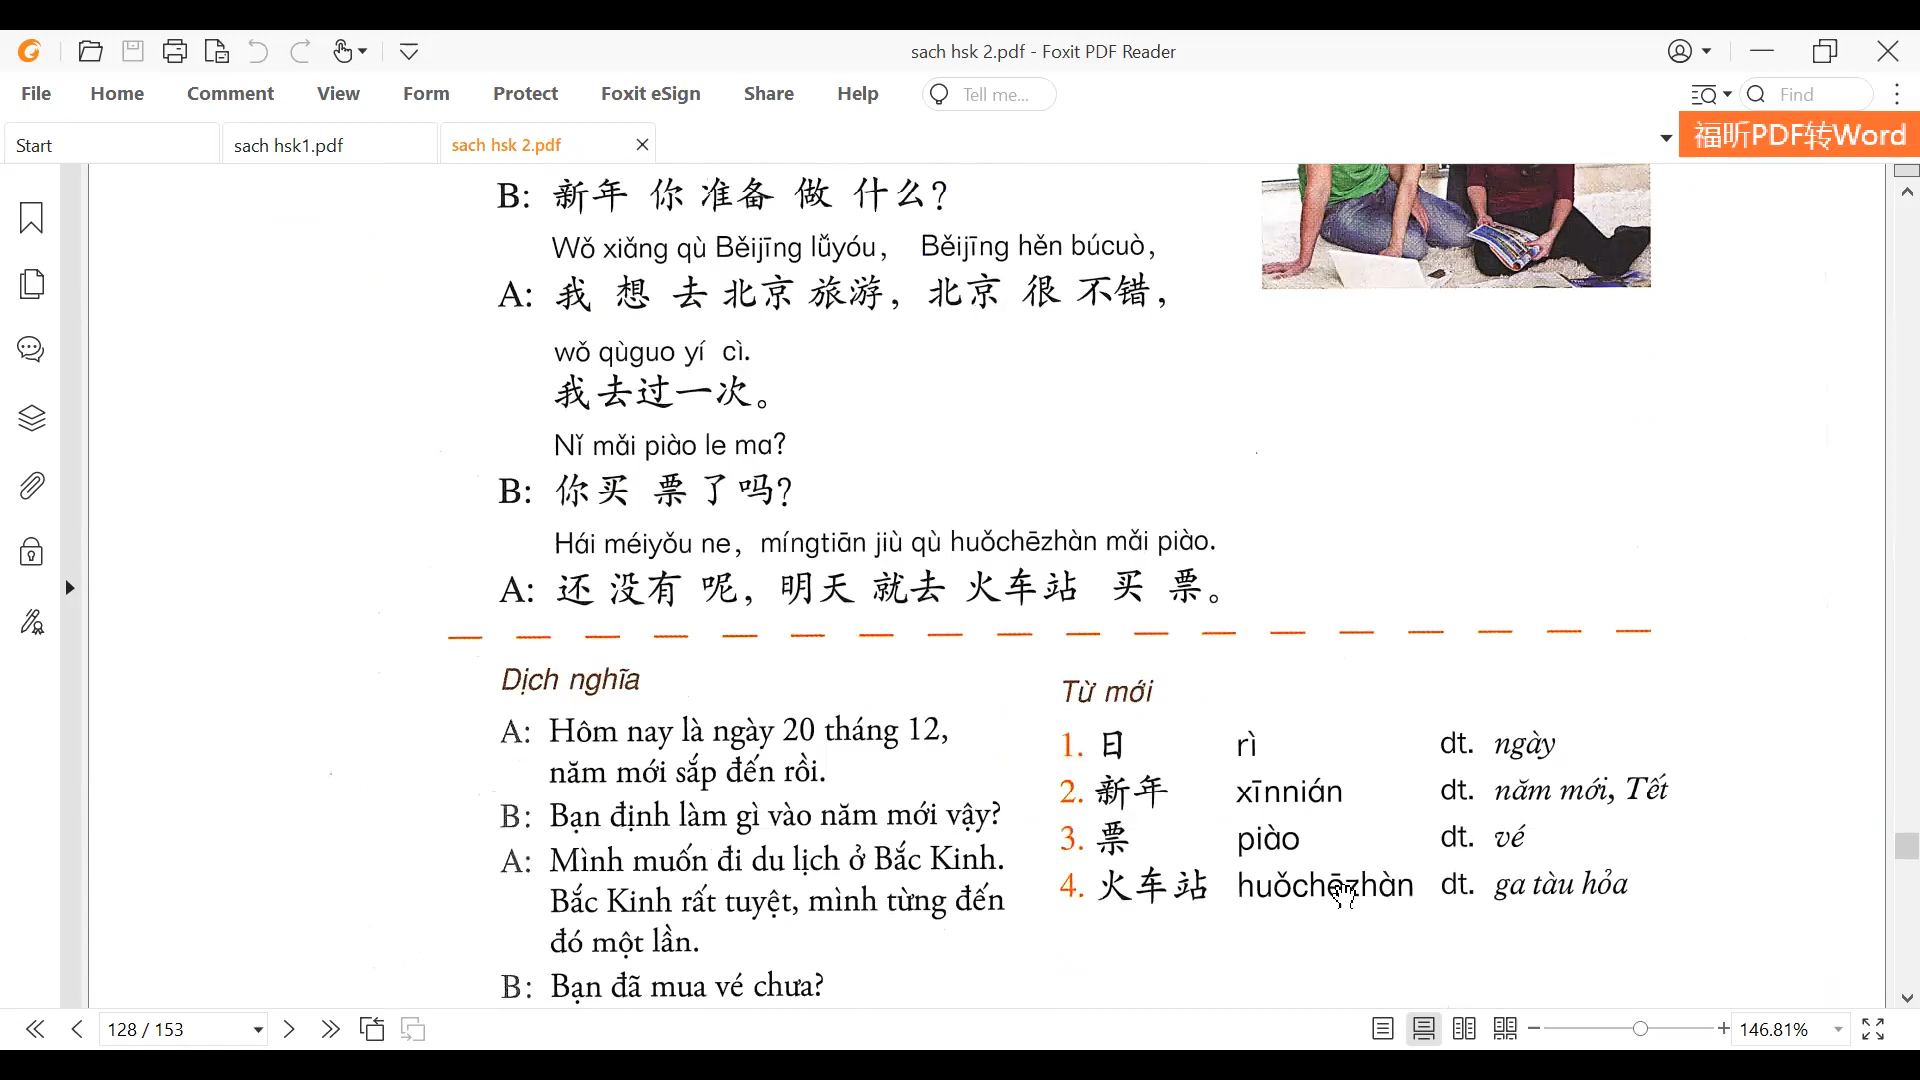 sach hsk 2.pdf - Foxit PDF Reader
File Home Comment View Form Protect Foxit eSign Share Help Tell me... Find
Start sach hsk1.pdf sach hsk 2.pdf 福昕PDF转Word
B: 新年 你 准备 做 什么?
Wǒ xiǎng qù Běijīng lǚyóu, Běijīng hěn búcuò,
A: 我 想 去 北京 旅游, 北京 很 不错,
wǒ qùguo yí cì.
我去过一次。
Nǐ mǎi piào le ma?
B: 你买 票了吗?
Hái méiyǒu ne, míngtiān jiù qù huǒchēzhàn mǎi piào.
A: 还 没有 呢, 明天 就去 火车站 买 票。
Dịch nghĩa
A: Hôm nay là ngày 20 tháng 12,
năm mới sắp đến rồi.
B: Bạn định làm gì vào năm mới vậy?
A: Mình muốn đi du lịch ở Bắc Kinh.
Bắc Kinh rất tuyệt, mình từng đến
đó một lần.
B: Bạn đã mua vé chưa?
Từ mới
1. 日 rì dt. ngày
2. 新年 xīnnián dt. năm mới, Tết
3. 票 piào dt. vé
4. 火车站 huǒchēzhàn dt. ga tàu hỏa
128 / 153 146.81%